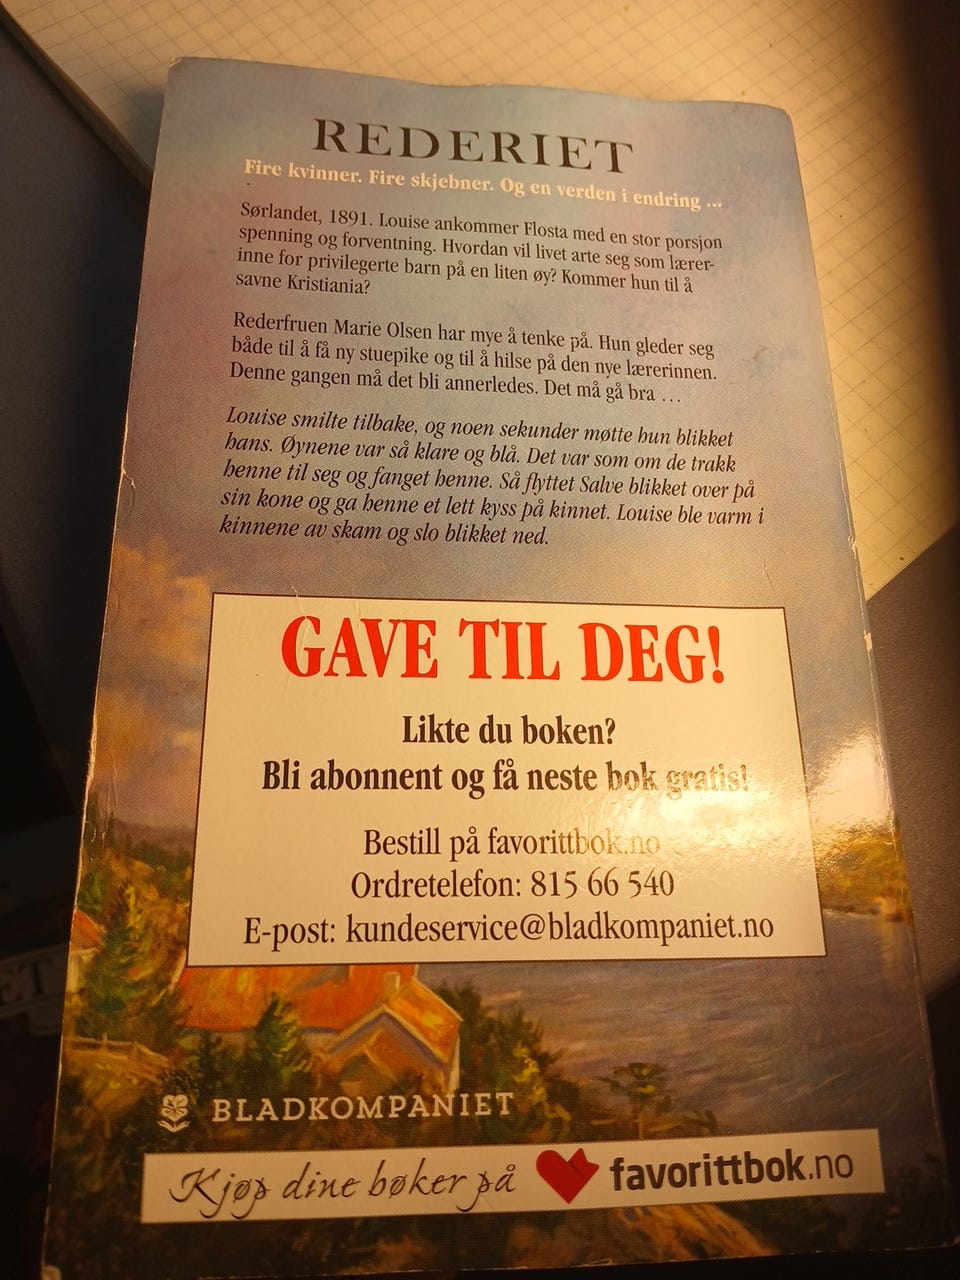 REDERIET
Fire kvinner. Fire skjebner. Og en verden i endring ...
Sørlandet, 1891. Louise ankommer Flosta med en stor porsjon
spenning og forventning. Hvordan vil livet arte seg som lærer-
inne for privilegerte barn på en liten øy? Kommer hun til å
savne Kristiania?
Rederfruen Marie Olsen har mye å tenke på. Hun gleder seg
både til å få ny stuepike og til å hilse på den nye lærerinnen.
Denne gangen må det bli annerledes. Det må gå bra ...
Louise smilte tilbake, og noen sekunder møtte hun blikket
hans. Øynene var så klare og blå. Det var som om de trakk
henne til seg og fanget henne. Så flyttet Salve blikket over på
sin kone og ga henne et lett kyss på kinnet. Louise ble varm i
kinnene av skam og slo blikket ned.
GAVE TIL DEG!
Likte du boken?
Bli abonnent og få neste bok gratis!
Bestill på favorittbok.no
Ordretelefon: 815 66 540
E-post: kundeservice@bladkompaniet.no
BLADKOMPANIET
Kjøp dine bøker på favorittbok.no